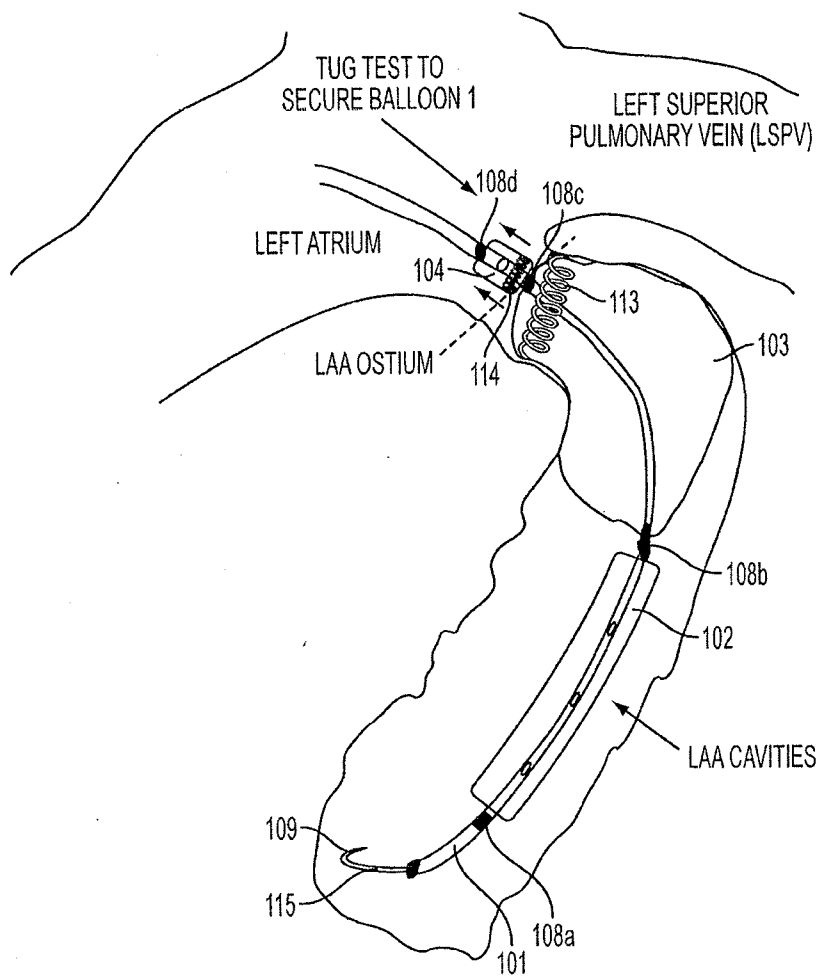 TUG TEST TO
SECURE BALLOON 1
LEFT SUPERIOR
PULMONARY VEIN (LSPV)
108d
108c
LEFT ATRIUM
104
113
103
LAA OSTIUM
114
108b
102
LAA CAVITIES
109
115
108a
101